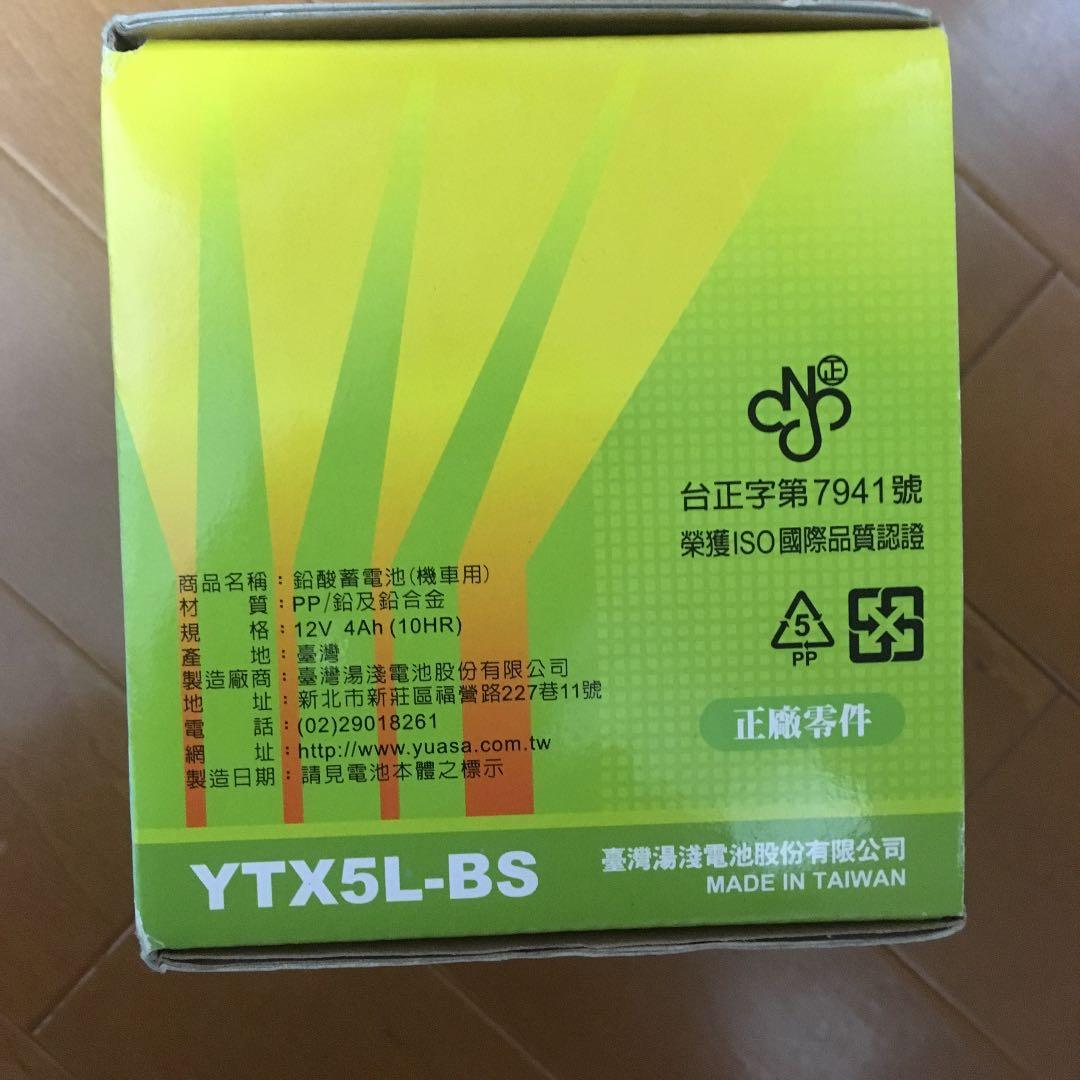 CNS 正
台正字第7941號
榮獲ISO國際品質認證
5
PP
正廠零件
商品名稱：鉛酸蓄電池(機車用)
材質：PP/鉛及鉛合金
規格：12V 4Ah (10HR)
產地：臺灣
製造廠商：臺灣湯淺電池股份有限公司
地址：新北市新莊區福營路227巷11號
電話：(02)29018261
網址：http://www.yuasa.com.tw
製造日期：請見電池本體之標示
YTX5L-BS
臺灣湯淺電池股份有限公司
MADE IN TAIWAN